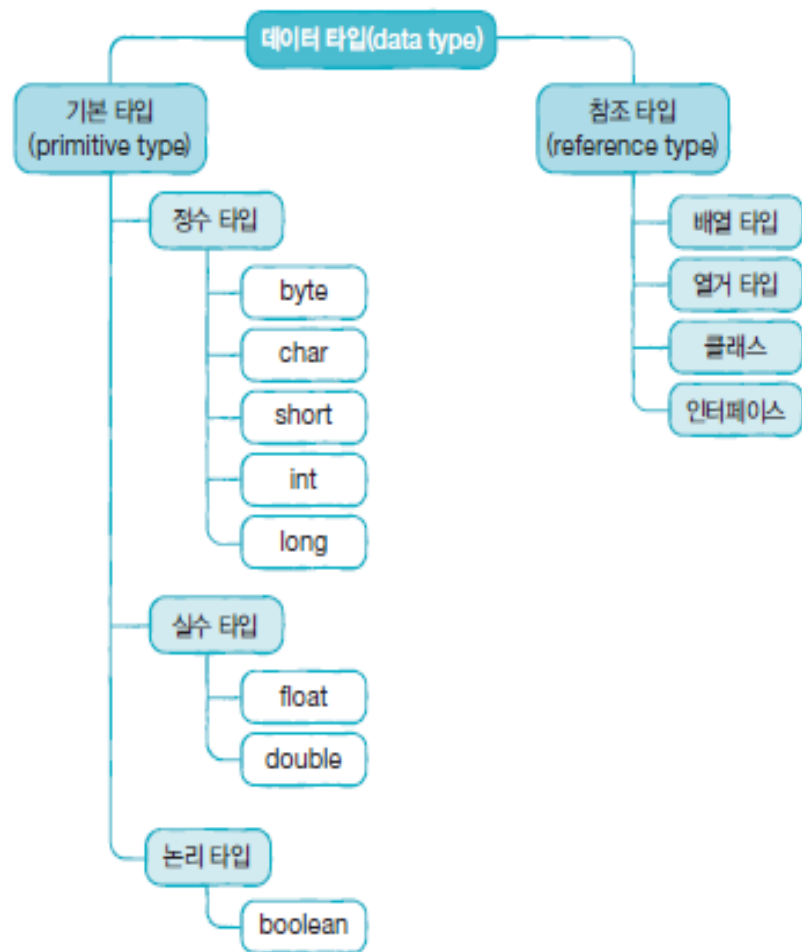 데이터 타입(data type)
기본 타입
(primitive type)
정수 타입
byte
char
short
int
long
실수 타입
float
double
논리 타입
boolean
참조 타입
(reference type)
배열 타입
열거 타입
클래스
인터페이스